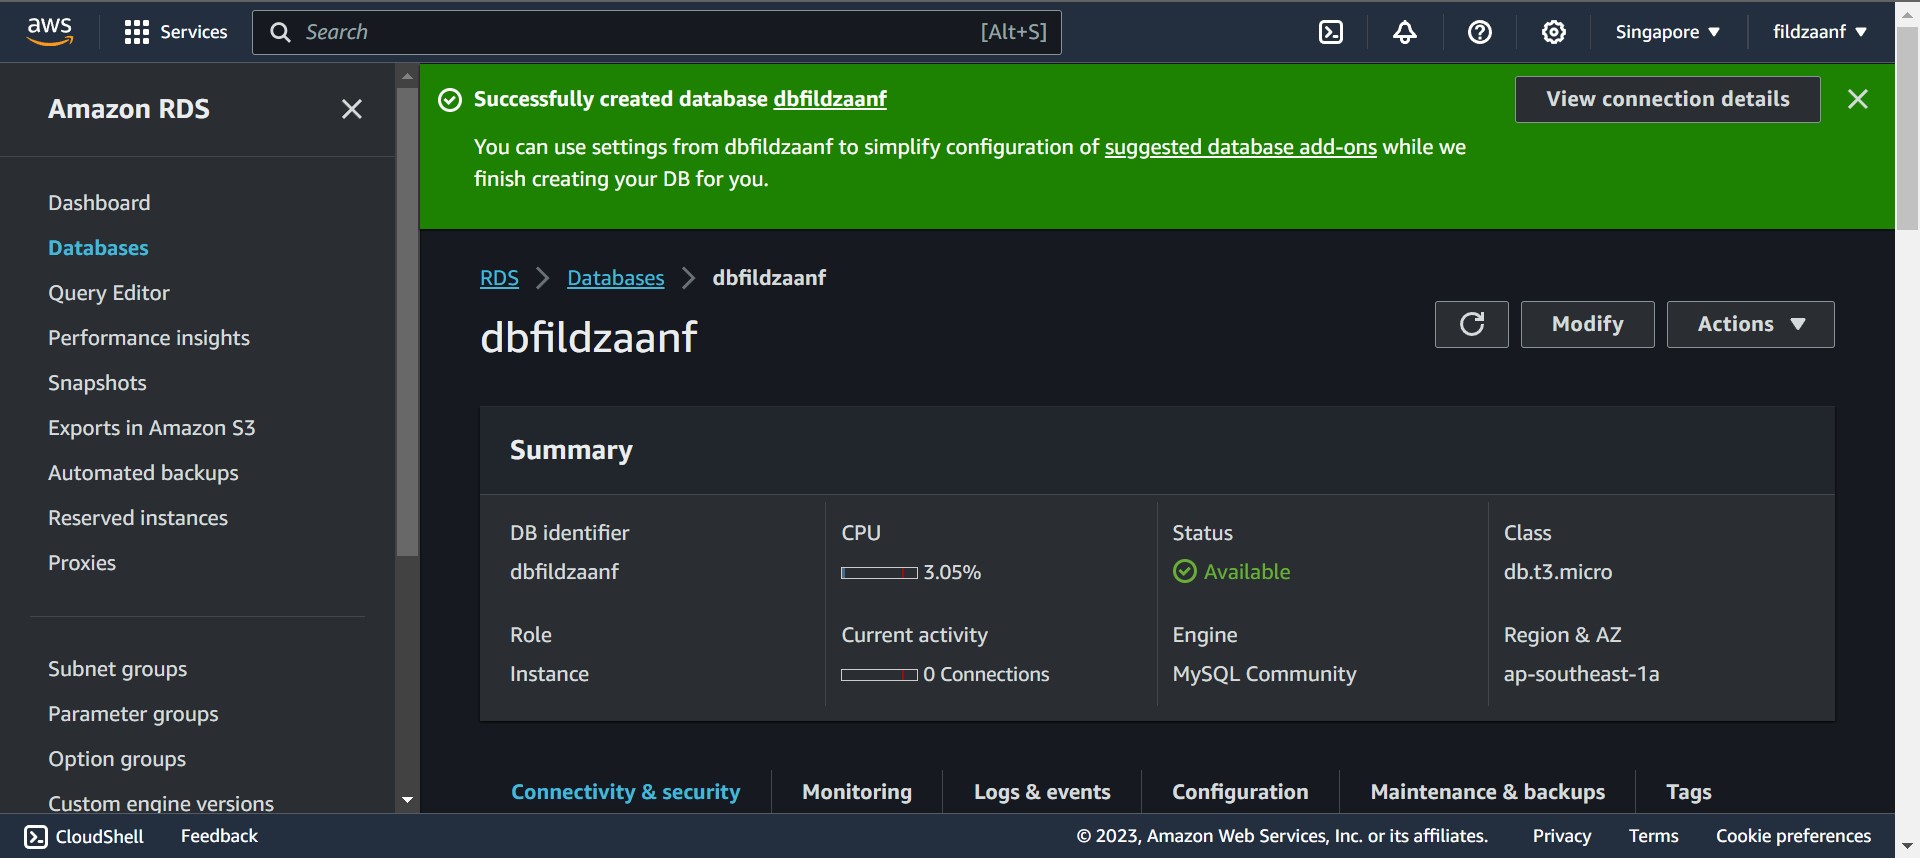 aws
Services
Search
[Alt+S]
Singapore
fildzaanf
Amazon RDS
Dashboard
Databases
Query Editor
Performance insights
Snapshots
Exports in Amazon S3
Automated backups
Reserved instances
Proxies
Subnet groups
Parameter groups
Option groups
Custom engine versions
Successfully created database dbfildzaanf
View connection details
You can use settings from dbfildzaanf to simplify configuration of suggested database add-ons while we
finish creating your DB for you.
RDS
Databases
dbfildzaanf
dbfildzaanf
Modify
Actions
Summary
DB identifier
dbfildzaanf
CPU
3.05%
Status
Available
Class
db.t3.micro
Role
Instance
Current activity
0 Connections
Engine
MySQL Community
Region & AZ
ap-southeast-1a
Connectivity & security
Monitoring
Logs & events
Configuration
Maintenance & backups
Tags
CloudShell
Feedback
© 2023, Amazon Web Services, Inc. or its affiliates.
Privacy
Terms
Cookie preferences